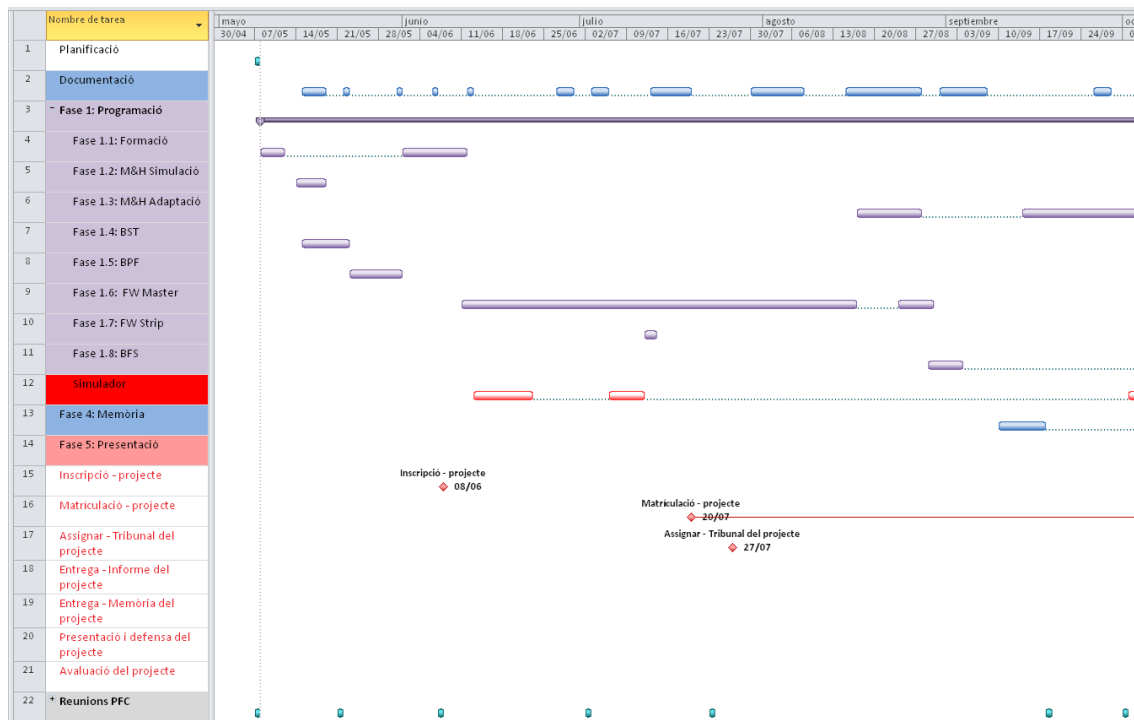 Nombre de tarea
mayo junio julio agosto septiembre oc
30/04 07/05 14/05 21/05 28/05 04/06 11/06 18/06 25/06 02/07 09/07 16/07 23/07 30/07 06/08 13/08 20/08 27/08 03/09 10/09 17/09 24/09 0
1 Planificació
2 Documentació
3 - Fase 1: Programació
4 Fase 1.1: Formació
5 Fase 1.2: M&H Simulació
6 Fase 1.3: M&H Adaptació
7 Fase 1.4: BST
8 Fase 1.5: BPF
9 Fase 1.6: FW Master
10 Fase 1.7: FW Strip
11 Fase 1.8: BFS
12 Simulador
13 Fase 4: Memòria
14 Fase 5: Presentació
15 Inscripció - projecte
Inscripció - projecte
08/06
16 Matriculació - projecte
Matriculació - projecte
20/07
17 Assignar - Tribunal del
projecte
Assignar - Tribunal del projecte
27/07
18 Entrega - Informe del
projecte
19 Entrega - Memòria del
projecte
20 Presentació i defensa del
projecte
21 Avaluació del projecte
22 + Reunions PFC